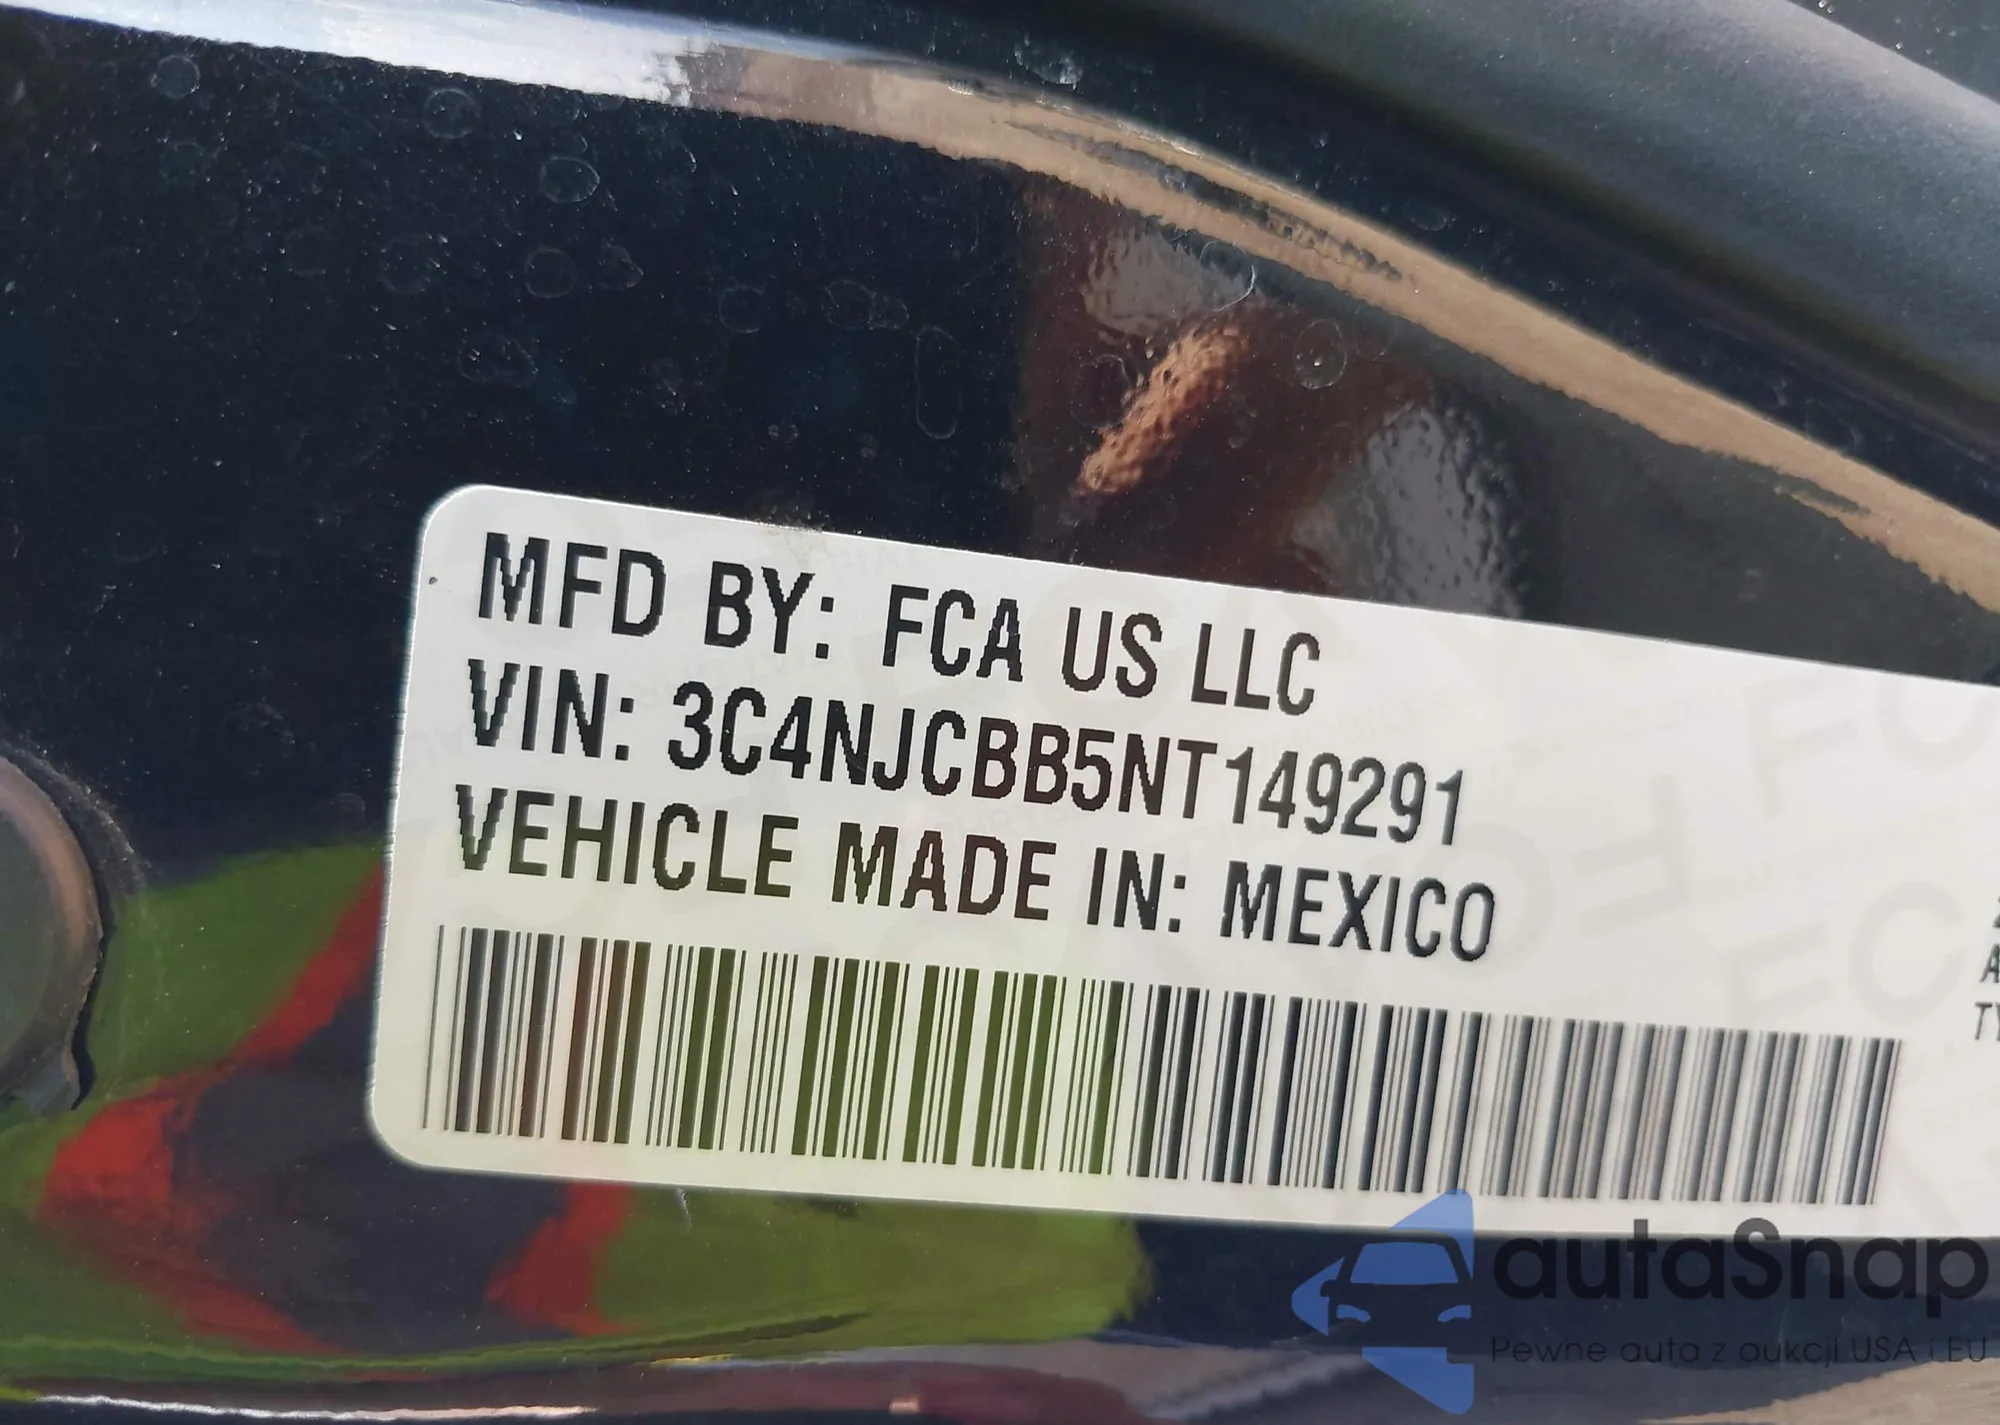 MFD BY: FCA US LLC
VIN: 3C4NJCBB5NT149291
VEHICLE MADE IN: MEXICO
autaSnap
Pewne auta z aukcji USA i EU